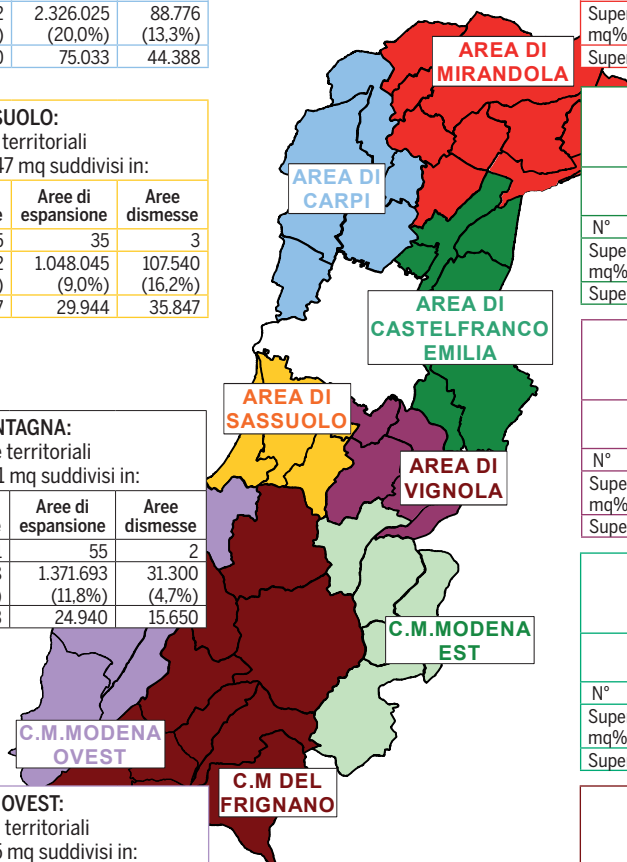 2.326.025 88.776
(20,0%) (13,3%)
75.033 44.388
SUOLO:
territoriali
47 mq suddivisi in:
Aree di Aree
espansione dismesse
35 3
1.048.045 107.540
(9,0%) (16,2%)
29.944 35.847
NTAGNA:
territoriali
1 mq suddivisi in:
Aree di Aree
espansione dismesse
55 2
1.371.693 31.300
(11,8%) (4,7%)
24.940 15.650
OVEST:
territoriali
mq suddivisi in:
AREA DI
MIRANDOLA
AREA DI
CARPI
AREA DI
CASTELFRANCO
EMILIA
AREA DI
SASSUOLO
AREA DI
VIGNOLA
C.M.MODENA
EST
C.M.MODENA
OVEST
C.M DEL
FRIGNANO
Super
mq%
Super
N°
Super
mq%
Super
N°
Super
mq%
Super
N°
Super
mq%
Super